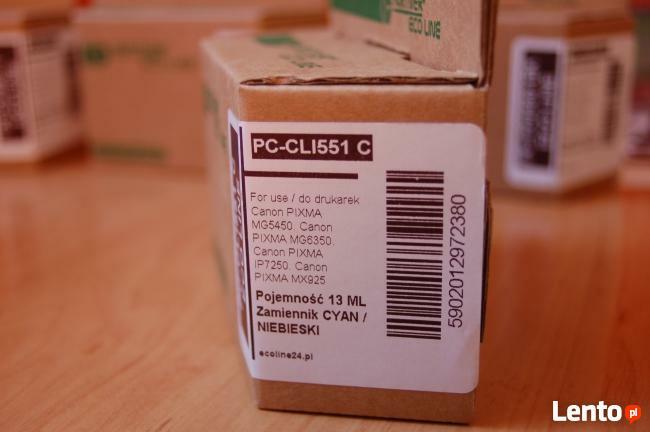 ECO LINE
PC-CLI551 C
For use / do drukarek
Canon PIXMA
MG5450. Canon
PIXMA MG6350.
Canon PIXMA
IP7250. Canon
PIXMA MX925
Pojemność 13 ML
Zamiennik CYAN /
NIEBIESKI
ecoline24.pl
5902012972380
Lento.pl